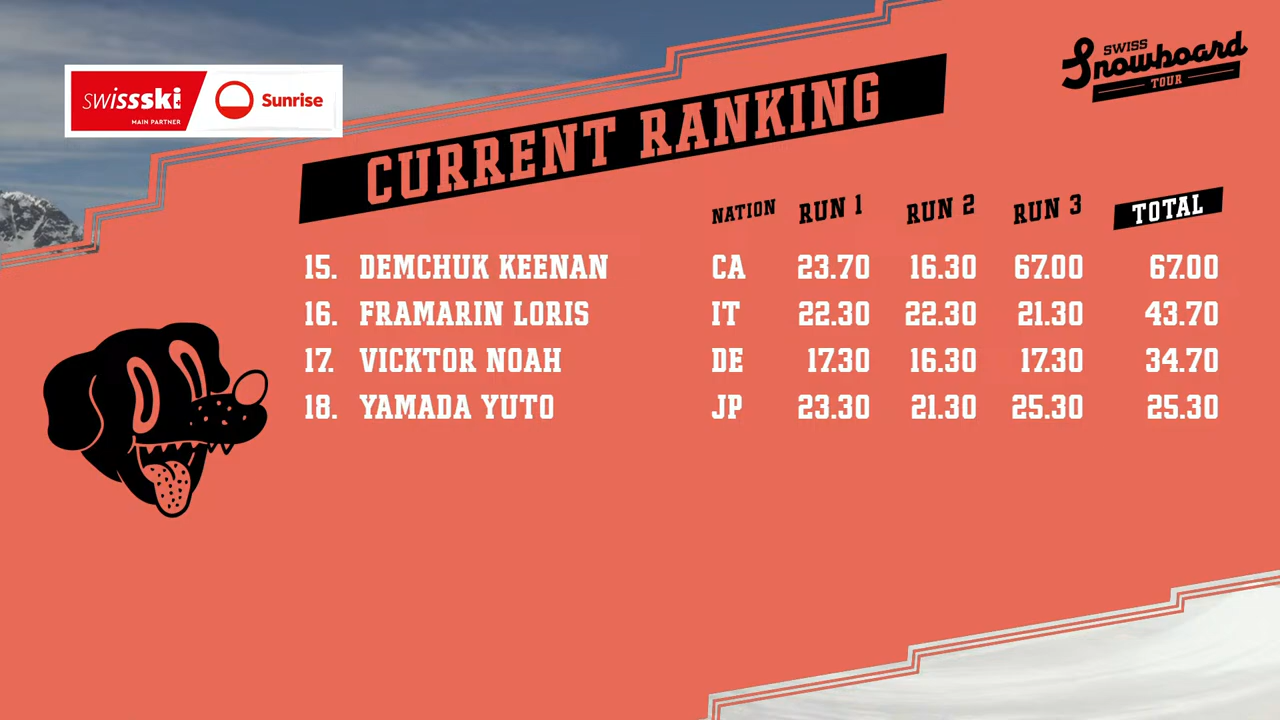 swissski
MAIN PARTNER
Sunrise
SWISS
Snowboard
TOUR
CURRENT RANKING
NATION RUN 1 RUN 2 RUN 3 TOTAL
15. DEMCHUK KEENAN CA 23.70 16.30 67.00 67.00
16. FRAMARIN LORIS IT 22.30 22.30 21.30 43.70
17. VICKTOR NOAH DE 17.30 16.30 17.30 34.70
18. YAMADA YUTO JP 23.30 21.30 25.30 25.30